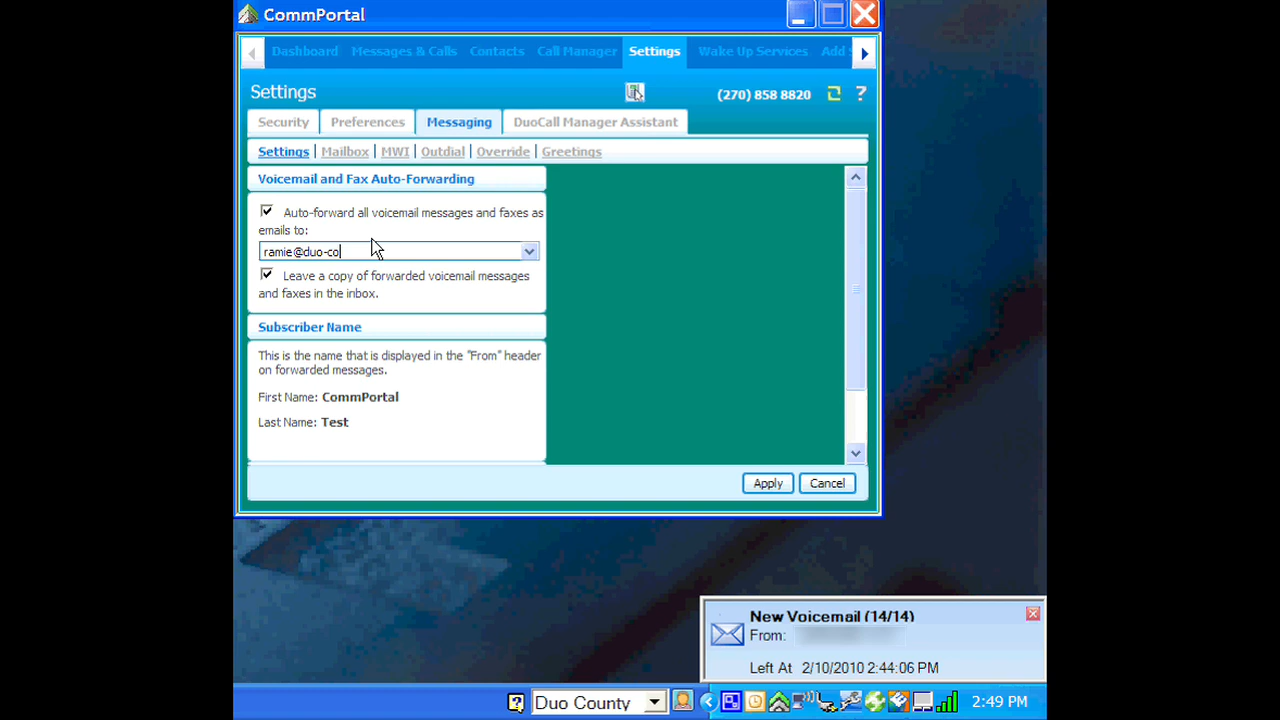 CommPortal
Dashboard Messages & Calls Contacts Call Manager Settings Wake Up Services Add
Settings (270) 858 8820 ?
Security Preferences Messaging DuoCall Manager Assistant
Settings | Mailbox | MWI | Outdial | Override | Greetings
Voicemail and Fax Auto-Forwarding
Auto-forward all voicemail messages and faxes as
emails to:
ramie@duo-co
Leave a copy of forwarded voicemail messages
and faxes in the inbox.
Subscriber Name
This is the name that is displayed in the "From" header
on forwarded messages.
First Name: CommPortal
Last Name: Test
Apply Cancel
New Voicemail (14/14)
From:
Left At 2/10/2010 2:44:06 PM
? Duo County 2:49 PM